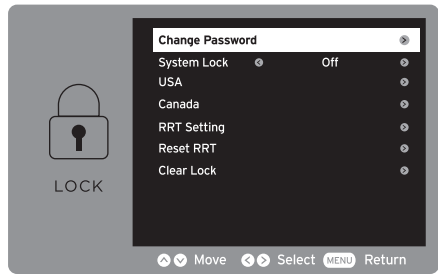 Change Password
System Lock Off
USA
Canada
RRT Setting
Reset RRT
Clear Lock
LOCK
Move Select MENU Return